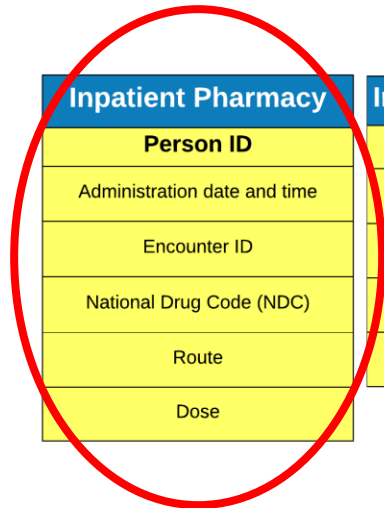 Inpatient Pharmacy
Person ID
Administration date and time
Encounter ID
National Drug Code (NDC)
Route
Dose